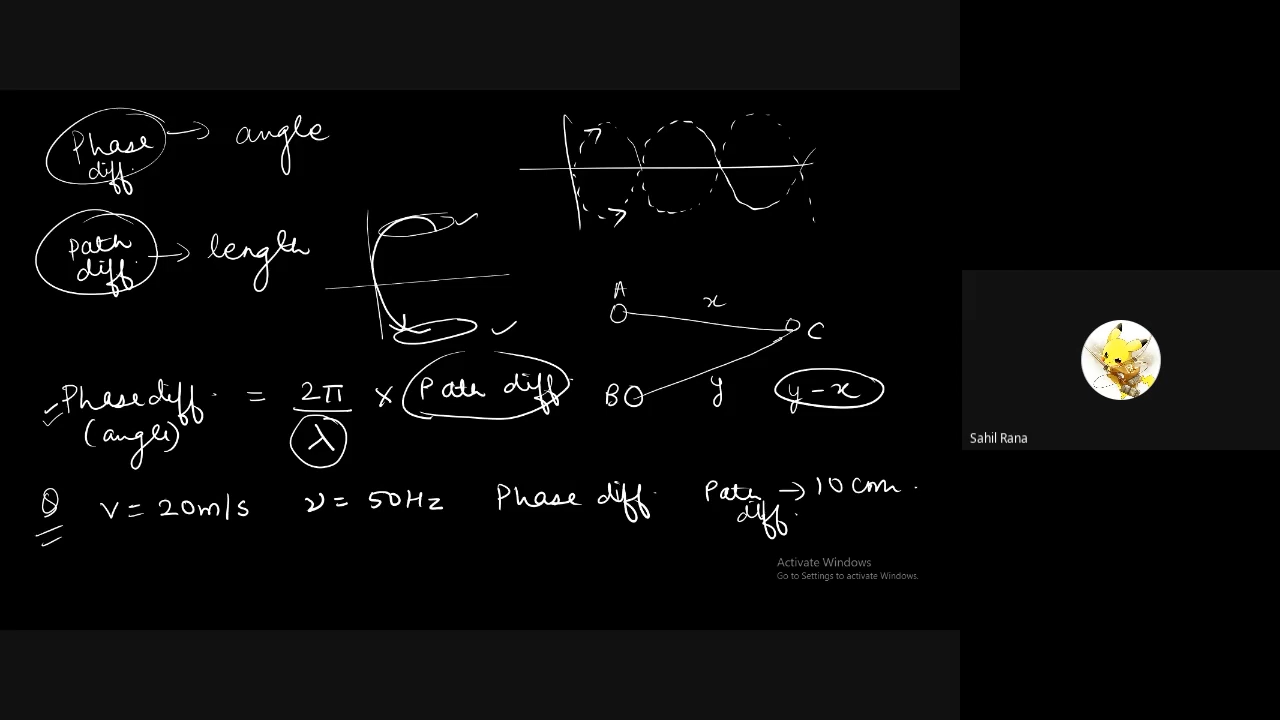 Phase diff. → angle
Path diff. → length
A
x
C
B
y
y-x
Phase diff. = 2π/λ × Path diff.
(angle)
Q v = 20m/s ν = 50Hz Phase diff. Path diff. → 10 cm.
Activate Windows
Go to Settings to activate Windows.
Sahil Rana